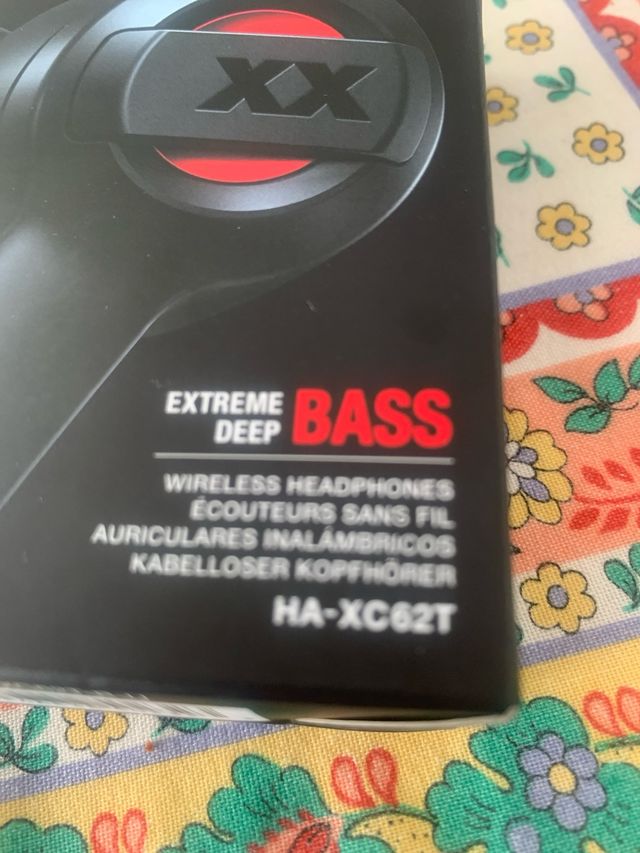 XX
EXTREME
DEEP BASS
WIRELESS HEADPHONES
ÉCOUTEURS SANS FIL
AURICULARES INALÁMBRICOS
KABELLOSER KOPFHÖRER
HA-XC62T